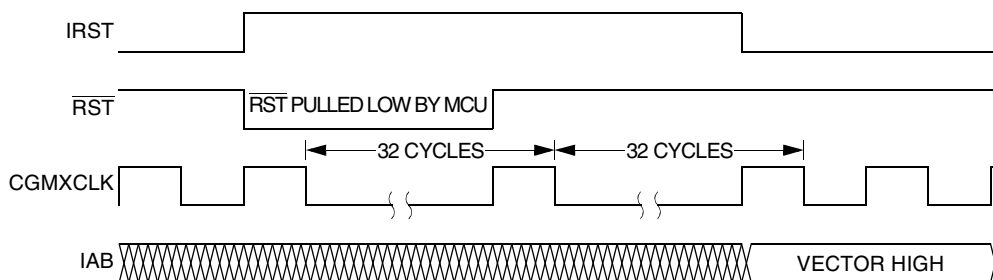 IRST
RST
RST PULLED LOW BY MCU
32 CYCLES
32 CYCLES
CGMXCLK
IAB
VECTOR HIGH